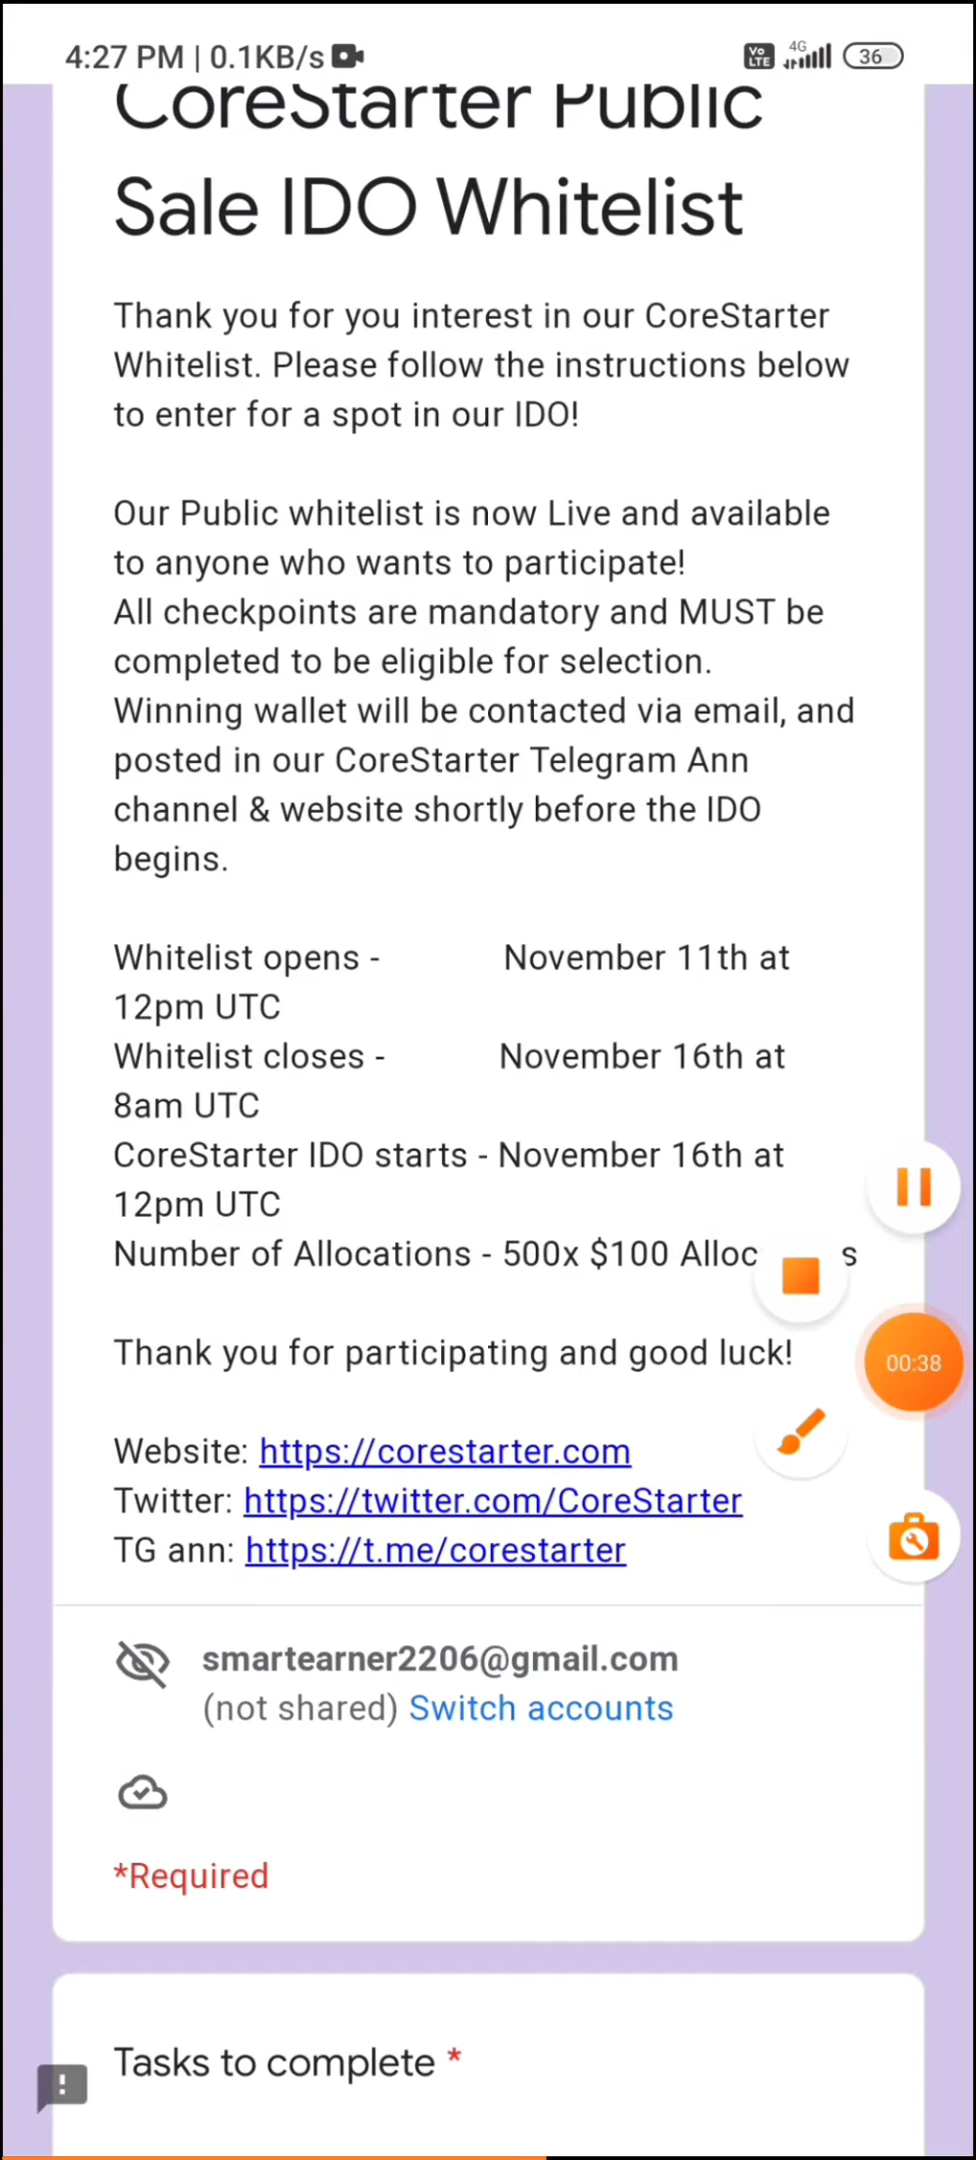 4:27 PM | 0.1KB/s
Vo LTE 4G 36
CoreStarter Public
Sale IDO Whitelist
Thank you for you interest in our CoreStarter
Whitelist. Please follow the instructions below
to enter for a spot in our IDO!
Our Public whitelist is now Live and available
to anyone who wants to participate!
All checkpoints are mandatory and MUST be
completed to be eligible for selection.
Winning wallet will be contacted via email, and
posted in our CoreStarter Telegram Ann
channel & website shortly before the IDO
begins.
Whitelist opens - November 11th at
12pm UTC
Whitelist closes - November 16th at
8am UTC
CoreStarter IDO starts - November 16th at
12pm UTC
Number of Allocations - 500x $100 Alloc s
Thank you for participating and good luck!
00:38
Website: https://corestarter.com
Twitter: https://twitter.com/CoreStarter
TG ann: https://t.me/corestarter
smartearner2206@gmail.com
(not shared) Switch accounts
*Required
Tasks to complete *